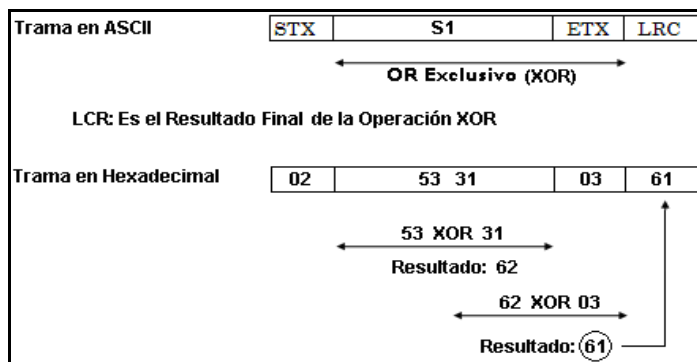 Trama en ASCII STX S1 ETX LRC
OR Exclusivo (XOR)
LCR: Es el Resultado Final de la Operación XOR
Trama en Hexadecimal 02 53 31 03 61
53 XOR 31
Resultado: 62
62 XOR 03
Resultado: 61